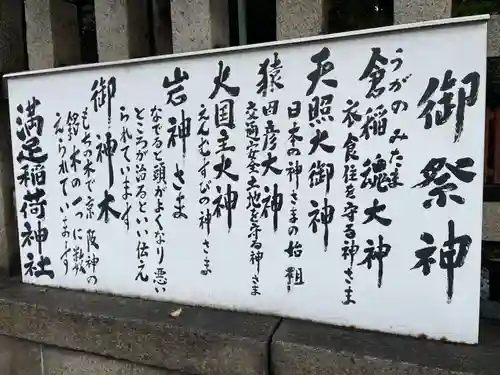 御祭神
うがのみたま
倉稲魂大神
衣食住を守る神さま
天照大御神
日本の神さまの始祖
猿田彦大神
交通安全土地を守る神さま
大国主大神
えんむすびの神さま
岩神さま
なでると頭がよくなり悪い
ところが治るといい伝え
られています
御神木
もちの木で京阪神の
銘木の一つに数
えられています
満足稲荷神社